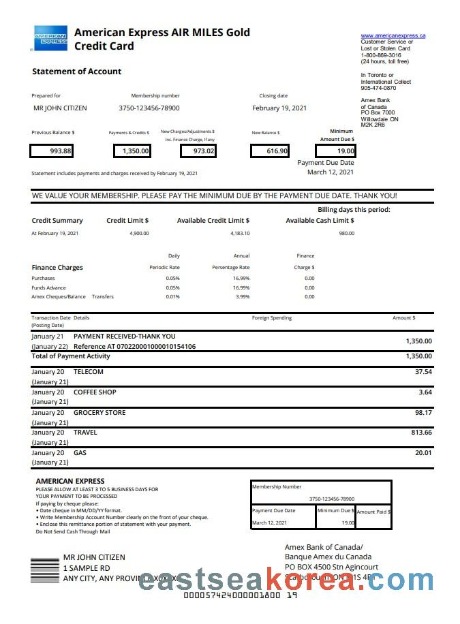 AMERICAN EXPRESS
American Express AIR MILES Gold
Credit Card
www.americanexpress.ca
Customer Service or
Lost or Stolen Card
1-800-869-3016
(24 hours, toll free)
In Toronto or
International Collect
905-474-0870
Amex Bank
of Canada
PO Box 7000
Willowdale ON
M2K 2R6
Statement of Account
Prepared for Membership number Closing date
MR JOHN CITIZEN 3750-123456-78900 February 19, 2021
Previous Balance $ Payments & Credits $ New Charges/Adjustments $ New Balance $ Minimum
Inc. Finance Charge, if any Amount Due $
993.88 1,350.00 973.02 616.90 19.00
Payment Due Date
Statement includes payments and charges received by February 19, 2021 March 12, 2021
WE VALUE YOUR MEMBERSHIP. PLEASE PAY THE MINIMUM DUE BY THE PAYMENT DUE DATE. THANK YOU!
Billing days this period:
Credit Summary Credit Limit $ Available Credit Limit $ Available Cash Limit $
At February 19, 2021 4,900.00 4,183.10 980.00
Daily Annual Finance
Finance Charges Periodic Rate Percentage Rate Charge $
Purchases 0.05% 16.99% 0.00
Funds Advance 0.05% 16.99% 0.00
Amex Cheques/Balance Transfers 0.01% 3.99% 0.00
Transaction Date Details Foreign Spending Amount $
(Posting Date)
January 21 PAYMENT RECEIVED-THANK YOU 1,350.00
(January 22) Reference AT 070220001000010154106
Total of Payment Activity 1,350.00
January 20 TELECOM 37.54
(January 21)
January 20 COFFEE SHOP 3.64
(January 21)
January 20 GROCERY STORE 98.17
(January 21)
January 20 TRAVEL 813.66
(January 21)
January 20 GAS 20.01
(January 21)
AMERICAN EXPRESS
PLEASE ALLOW AT LEAST 3 TO 5 BUSINESS DAYS FOR
YOUR PAYMENT TO BE PROCESSED
If paying by cheque please:
• Date cheque in MM/DD/YY format.
• Write Membership Account Number clearly on the front of your cheque.
• Enclose this remittance portion of statement with your payment.
Do Not Send Cash Through Mail
Membership Number
3750-123456-78900
Payment Due Date Minimum Due $ Amount Paid $
March 12, 2021 19.00
MR JOHN CITIZEN
1 SAMPLE RD
ANY CITY, ANY PROVINCE
Amex Bank of Canada/
Banque Amex du Canada
PO BOX 4500 Stn Agincourt
eastseakorea.com
000057424000001800 19